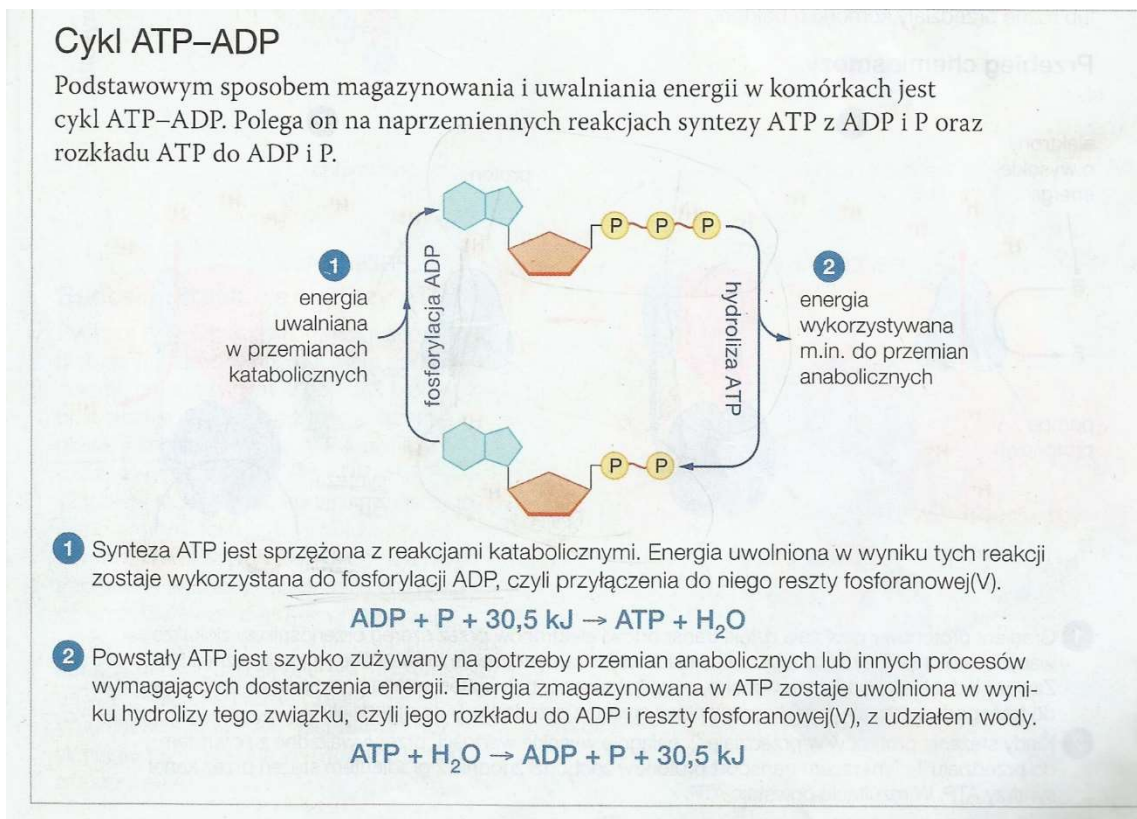 Cykl ATP–ADP
Podstawowym sposobem magazynowania i uwalniania energii w komórkach jest
cykl ATP–ADP. Polega on na naprzemiennych reakcjach syntezy ATP z ADP i P oraz
rozkładu ATP do ADP i P.
P P P
1
energia
uwalniana
w przemianach
katabolicznych
fosforylacja ADP
hydroliza ATP
2
energia
wykorzystywana
m.in. do przemian
anabolicznych
P P
1 Synteza ATP jest sprzężona z reakcjami katabolicznymi. Energia uwolniona w wyniku tych reakcji
zostaje wykorzystana do fosforylacji ADP, czyli przyłączenia do niego reszty fosforanowej(V).
ADP + P + 30,5 kJ → ATP + H₂O
2 Powstały ATP jest szybko zużywany na potrzeby przemian anabolicznych lub innych procesów
wymagających dostarczenia energii. Energia zmagazynowana w ATP zostaje uwolniona w wyni-
ku hydrolizy tego związku, czyli jego rozkładu do ADP i reszty fosforanowej(V), z udziałem wody.
ATP + H₂O → ADP + P + 30,5 kJ